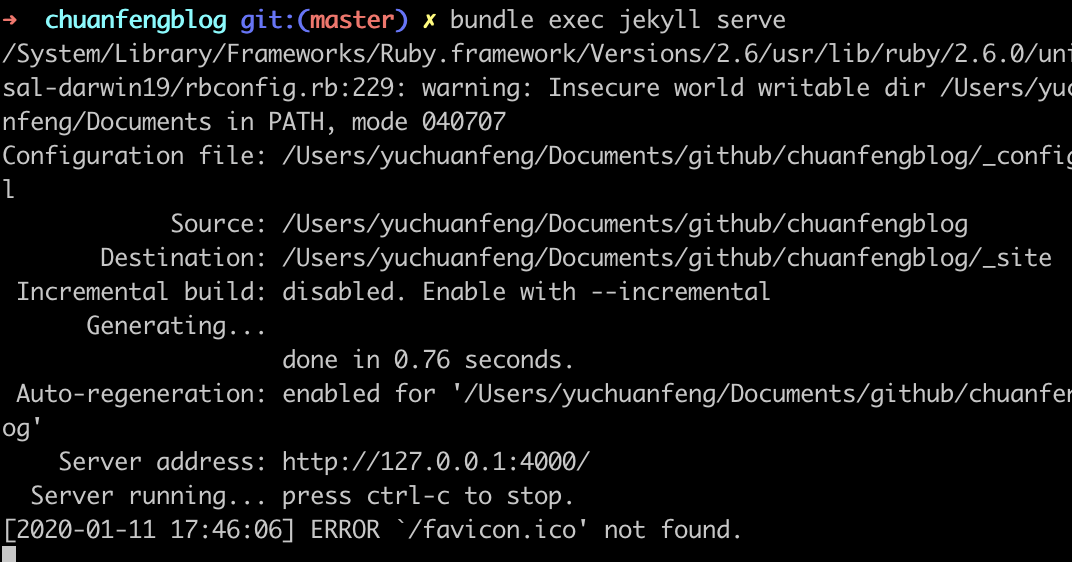 ➜ chuanfengblog git:(master) ✗ bundle exec jekyll serve
/System/Library/Frameworks/Ruby.framework/Versions/2.6/usr/lib/ruby/2.6.0/uni
sal-darwin19/rbconfig.rb:229: warning: Insecure world writable dir /Users/yuc
nfeng/Documents in PATH, mode 040707
Configuration file: /Users/yuchuanfeng/Documents/github/chuanfengblog/_config
l
Source: /Users/yuchuanfeng/Documents/github/chuanfengblog
Destination: /Users/yuchuanfeng/Documents/github/chuanfengblog/_site
Incremental build: disabled. Enable with --incremental
Generating...
done in 0.76 seconds.
Auto-regeneration: enabled for '/Users/yuchuanfeng/Documents/github/chuanfen
og'
Server address: http://127.0.0.1:4000/
Server running... press ctrl-c to stop.
[2020-01-11 17:46:06] ERROR `/favicon.ico' not found.